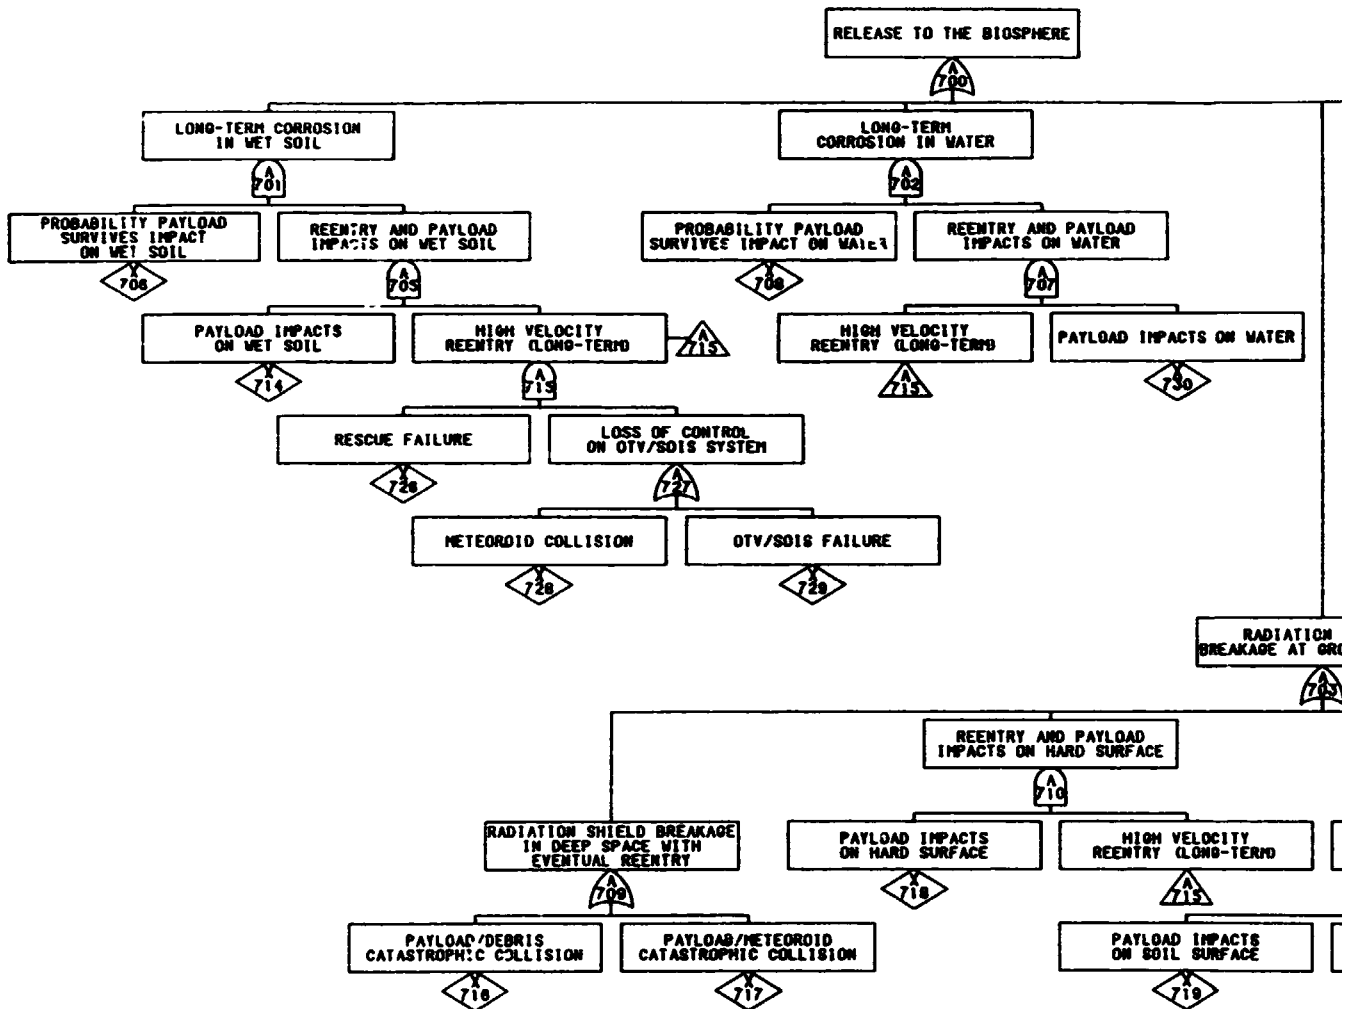 RELEASE TO THE BIOSPHERE
A
700
LONG-TERM CORROSION
IN WET SOIL
A
701
LONG-TERM
CORROSION IN WATER
A
702
PROBABILITY PAYLOAD
SURVIVES IMPACT
ON WET SOIL
X
706
REENTRY AND PAYLOAD
IMPACTS ON WET SOIL
A
705
PROBABILITY PAYLOAD
SURVIVES IMPACT ON WATER
X
708
REENTRY AND PAYLOAD
IMPACTS ON WATER
A
707
PAYLOAD IMPACTS
ON WET SOIL
X
714
HIGH VELOCITY
REENTRY (LONG-TERM)
A
715
A
715
HIGH VELOCITY
REENTRY (LONG-TERM)
A
715
PAYLOAD IMPACTS ON WATER
X
730
RESCUE FAILURE
X
726
LOSS OF CONTROL
ON OTV/SOIS SYSTEM
A
727
METEOROID COLLISION
X
728
OTV/SOIS FAILURE
X
729
RADIATION
BREAKAGE AT GRO
A
703
REENTRY AND PAYLOAD
IMPACTS ON HARD SURFACE
A
710
RADIATION SHIELD BREAKAGE
IN DEEP SPACE WITH
EVENTUAL REENTRY
A
709
PAYLOAD IMPACTS
ON HARD SURFACE
X
718
HIGH VELOCITY
REENTRY (LONG-TERM)
A
715
PAYLOAD/DEBRIS
CATASTROPHIC COLLISION
X
716
PAYLOAD/METEOROID
CATASTROPHIC COLLISION
X
717
PAYLOAD IMPACTS
ON SOIL SURFACE
X
719